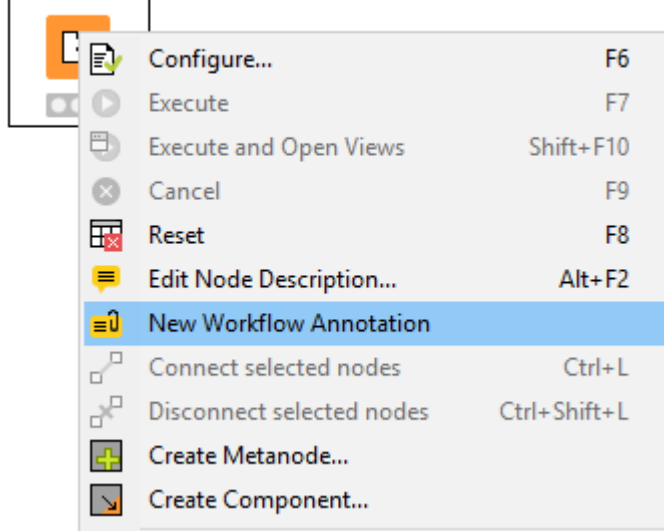 Configure... F6
Execute F7
Execute and Open Views Shift+F10
Cancel F9
Reset F8
Edit Node Description... Alt+F2
New Workflow Annotation
Connect selected nodes Ctrl+L
Disconnect selected nodes Ctrl+Shift+L
Create Metanode...
Create Component...